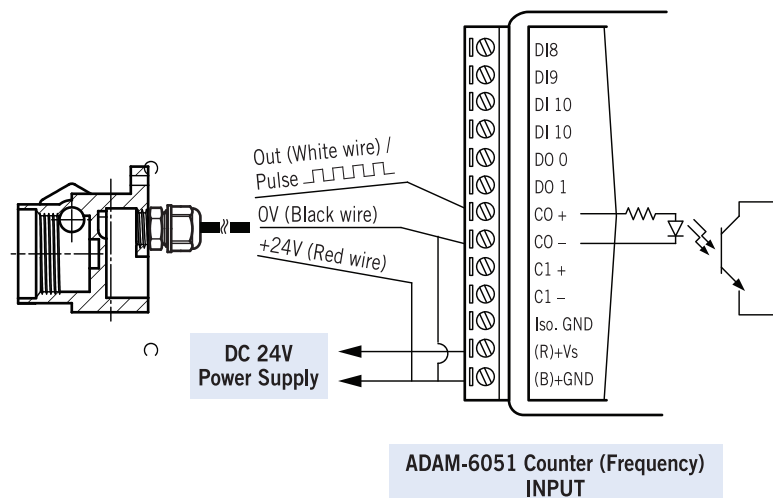 DI8
DI9
DI 10
DI 10
DO 0
DO 1
CO +
CO –
C1 +
C1 –
Iso. GND
(R)+Vs
(B)+GND
Out (White wire) /
Pulse
0V (Black wire)
+24V (Red wire)
DC 24V
Power Supply
ADAM-6051 Counter (Frequency)
INPUT